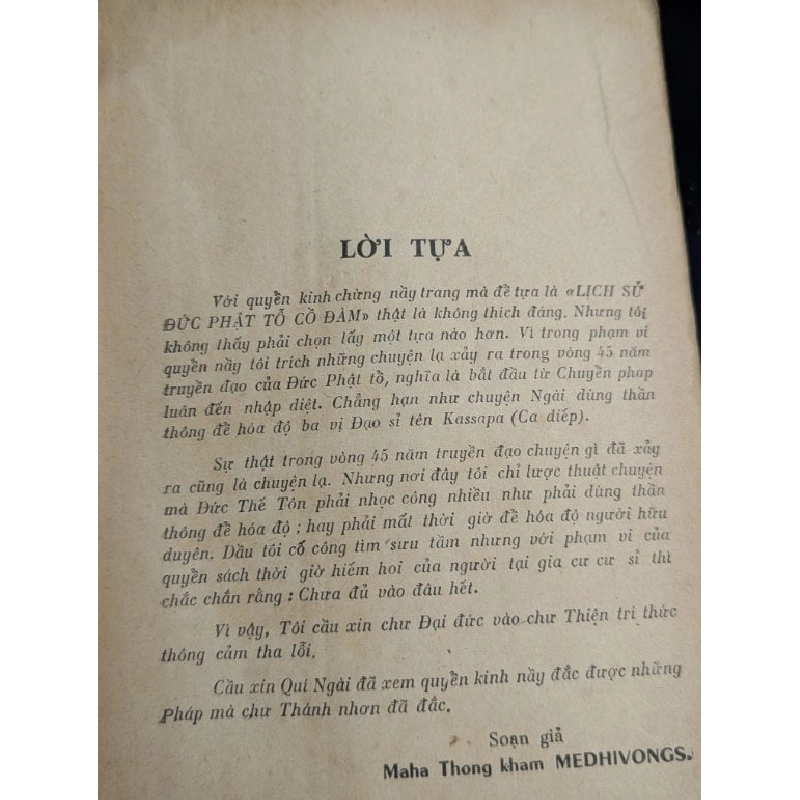 LỜI TỰA
Với quyển kinh chừng nầy trang mà đề tựa là «LỊCH SỬ
ĐỨC PHẬT TỔ CỒ ĐÀM» thật là không thích đáng. Nhưng tôi
không thấy phải chọn lấy một tựa nào hơn. Vì trong phạm vi
quyển nầy tôi trích những chuyện lạ xảy ra trong vòng 45 năm
truyền đạo của Đức Phật tổ, nghĩa là bắt đầu từ Chuyển pháp
luân đến nhập diệt. Chẳng hạn như chuyện Ngài dùng thần
thông để hóa độ ba vị Đạo sĩ tên Kassapa (Ca diếp).
Sự thật trong vòng 45 năm truyền đạo chuyện gì đã xảy
ra cũng là chuyện lạ. Nhưng nơi đây tôi chỉ lược thuật chuyện
mà Đức Thế Tôn phải nhọc công nhiều như phải dùng thần
thông để hóa độ ; hay phải mất thời giờ để hóa độ người hữu
duyên. Dầu tôi cố công tìm sưu tầm nhưng với phạm vi của
quyển sách thời giờ hiếm hoi của người tại gia cư cư sĩ thì
chắc chắn rằng : Chưa đủ vào đâu hết.
Vì vậy, Tôi cầu xin chư Đại đức vào chư Thiện trí thức
thông cảm tha lỗi.
Cầu xin Quí Ngài đã xem quyển kinh nầy đắc được những
Pháp mà chư Thánh nhơn đã đắc.
Soạn giả
Maha Thong kham MEDHIVONGS.